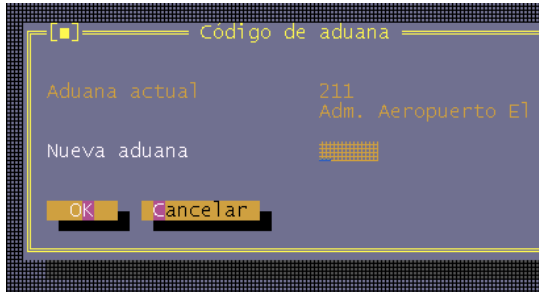 [■] Código de aduana
Aduana actual 211
Adm. Aeropuerto El
Nueva aduana
OK Cancelar